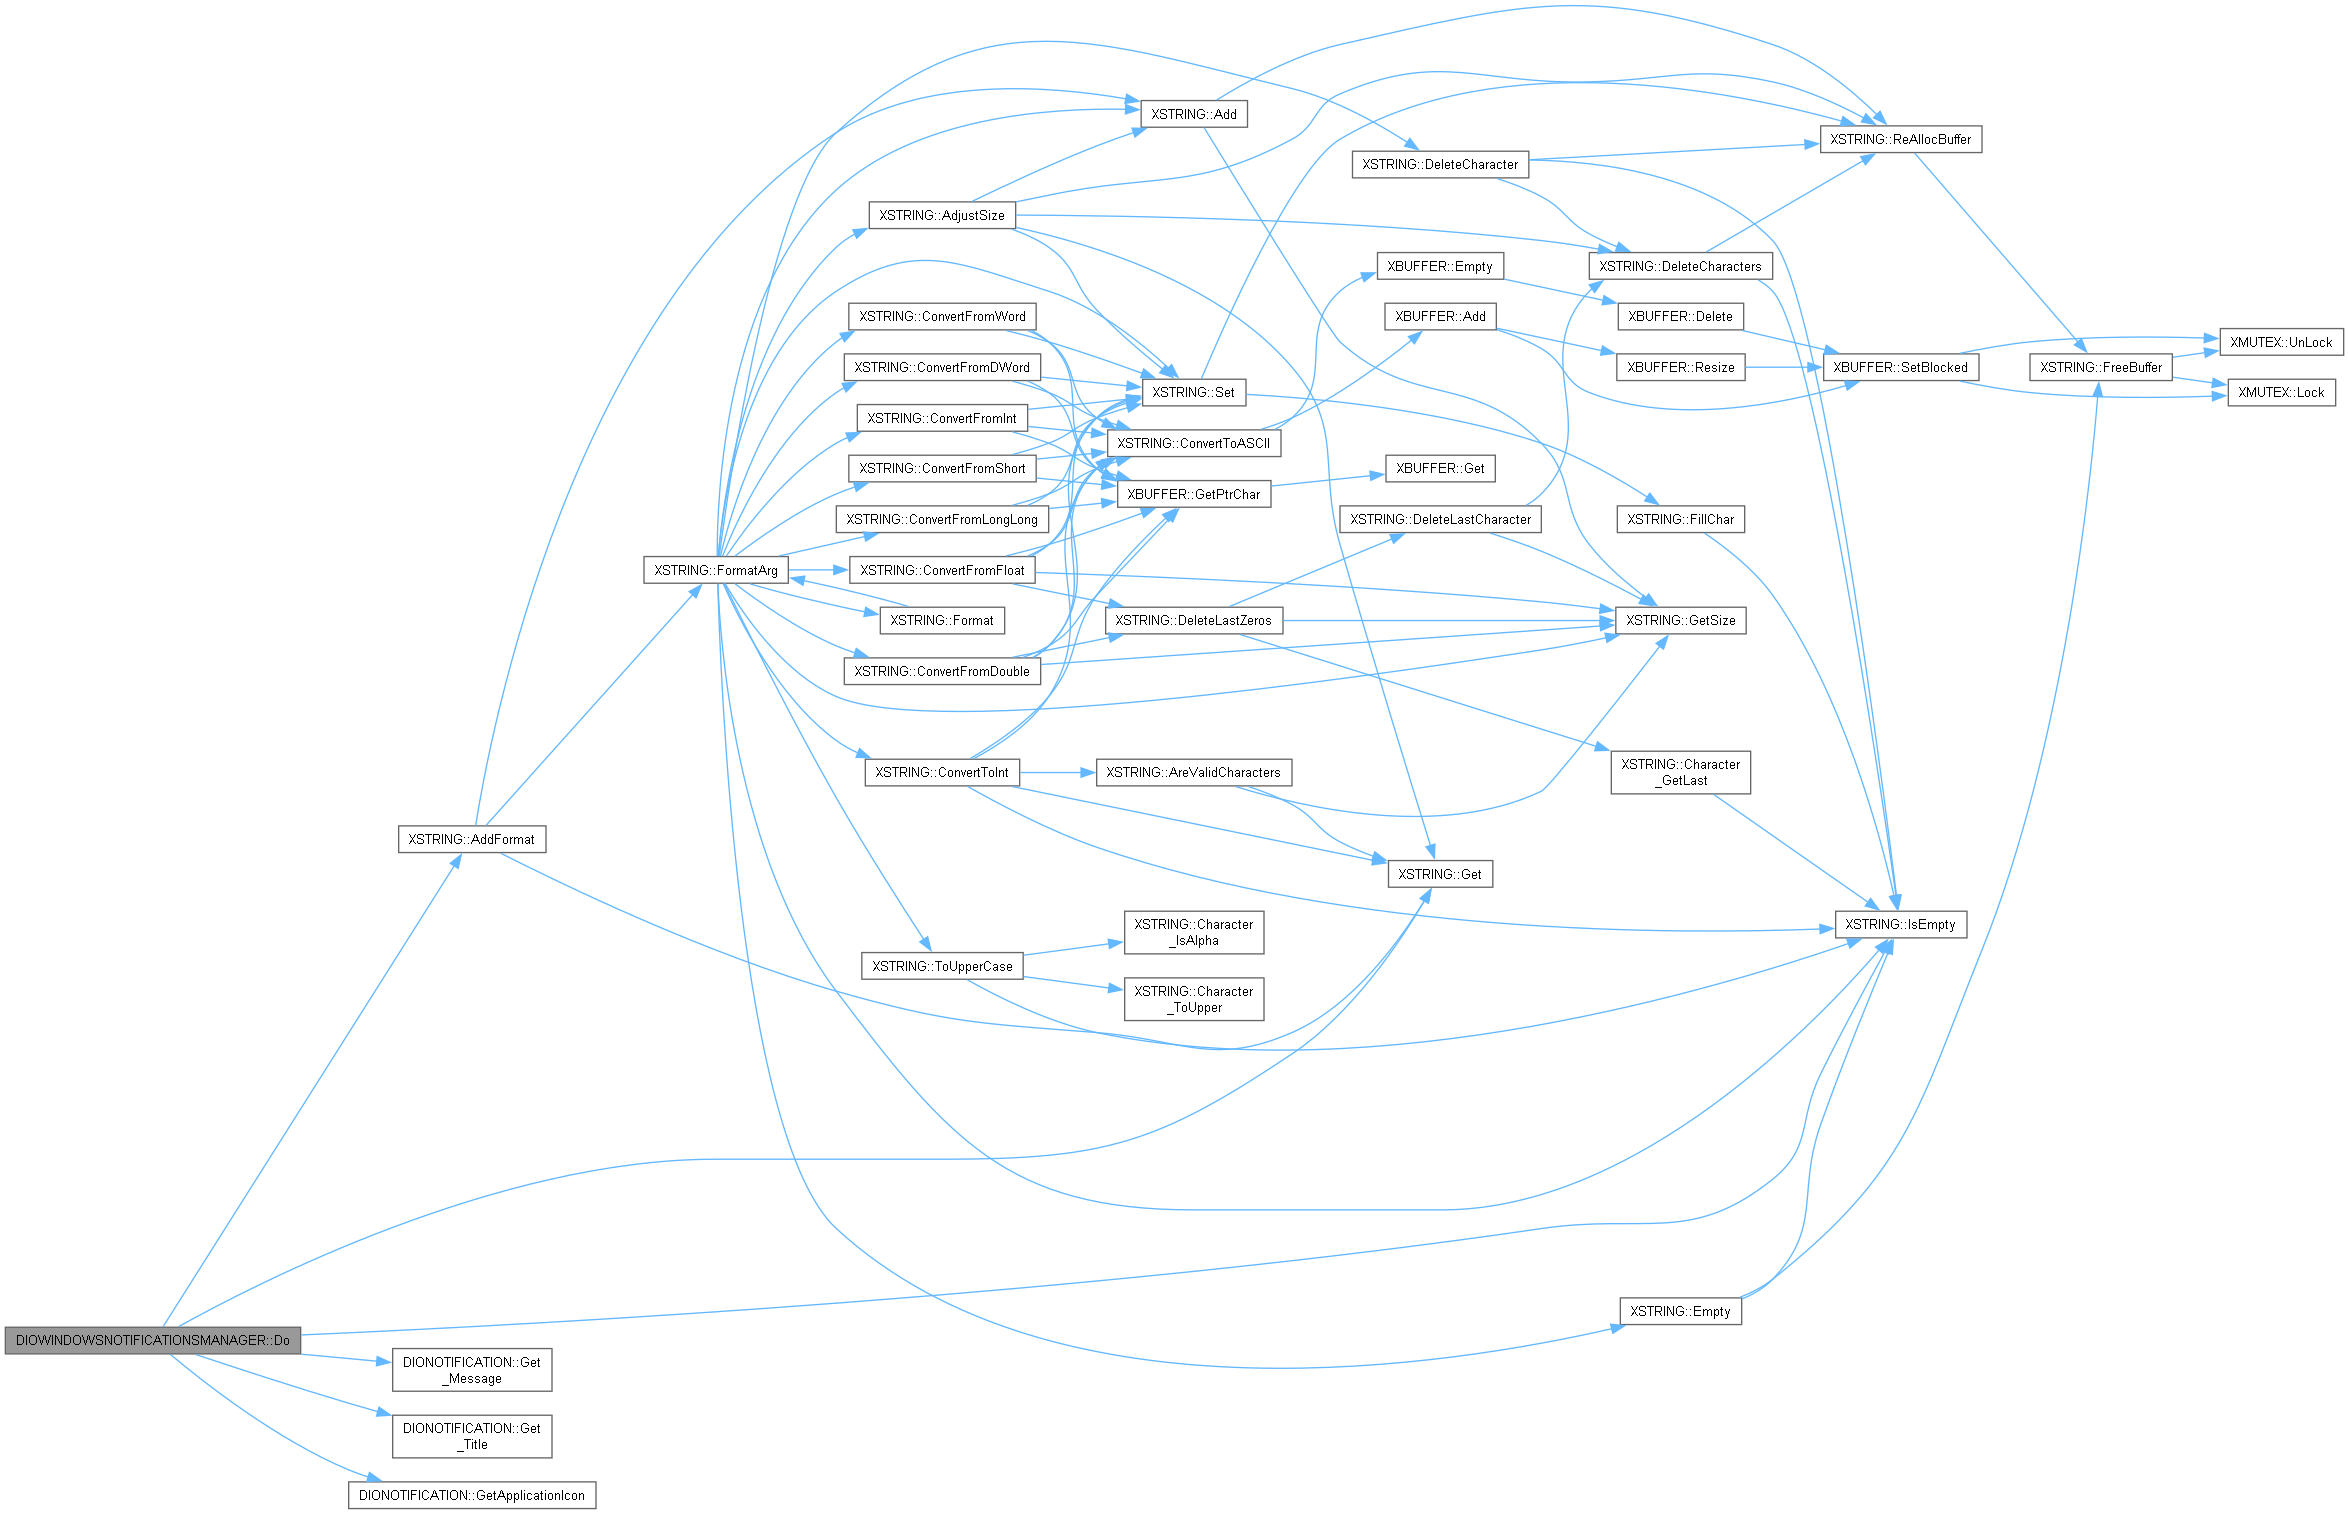 XSTRING::Add
XSTRING::ReAllocBuffer
XSTRING::DeleteCharacter
XSTRING::AdjustSize
XBUFFER::Empty
XSTRING::DeleteCharacters
XSTRING::ConvertFromWord
XBUFFER::Add
XBUFFER::Delete
XMUTEX::UnLock
XSTRING::ConvertFromDWord
XBUFFER::Resize
XBUFFER::SetBlocked
XSTRING::FreeBuffer
XSTRING::Set
XMUTEX::Lock
XSTRING::ConvertFromInt
XSTRING::ConvertToASCII
XSTRING::ConvertFromShort
XBUFFER::Get
XBUFFER::GetPtrChar
XSTRING::ConvertFromLongLong
XSTRING::DeleteLastCharacter
XSTRING::FillChar
XSTRING::FormatArg
XSTRING::ConvertFromFloat
XSTRING::Format
XSTRING::DeleteLastZeros
XSTRING::GetSize
XSTRING::ConvertFromDouble
XSTRING::ConvertToInt
XSTRING::AreValidCharacters
XSTRING::Character
_GetLast
XSTRING::AddFormat
XSTRING::Get
XSTRING::Character
_IsAlpha
XSTRING::IsEmpty
XSTRING::ToUpperCase
XSTRING::Character
_ToUpper
XSTRING::Empty
DIOWINDOWSNOTIFICATIONSMANAGER::Do
DIONOTIFICATION::Get
_Message
DIONOTIFICATION::Get
_Title
DIONOTIFICATION::GetApplicationIcon